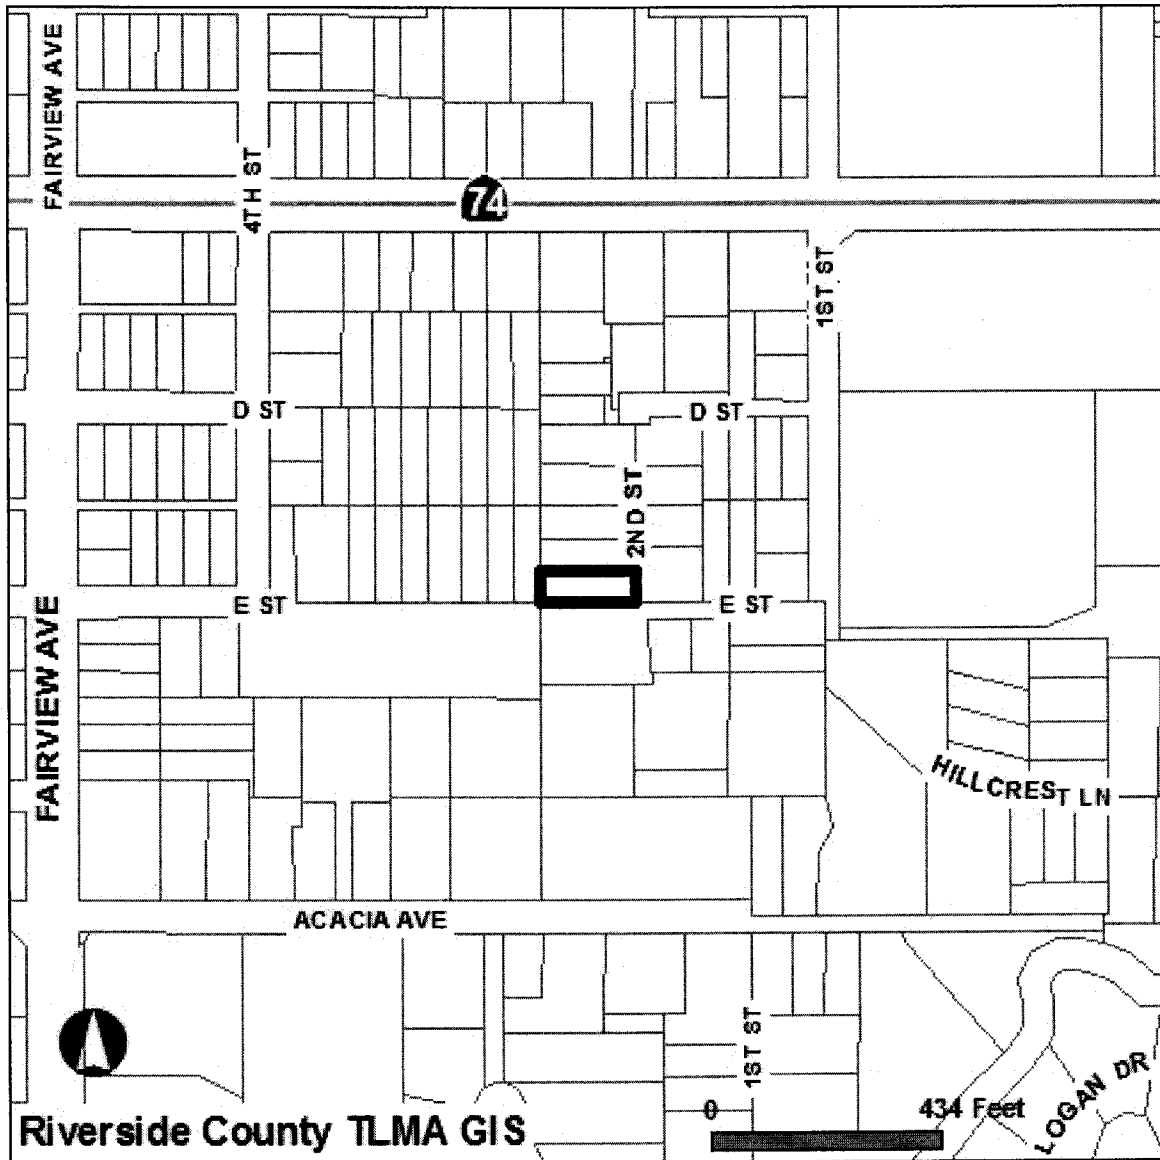 FAIRVIEW AVE
4TH ST
74
1ST ST
D ST
D ST
2ND ST
E ST
E ST
FAIRVIEW AVE
HILLCREST LN
ACACIA AVE
1ST ST
LOGAN DR
0
434 Feet
Riverside County TLMA GIS